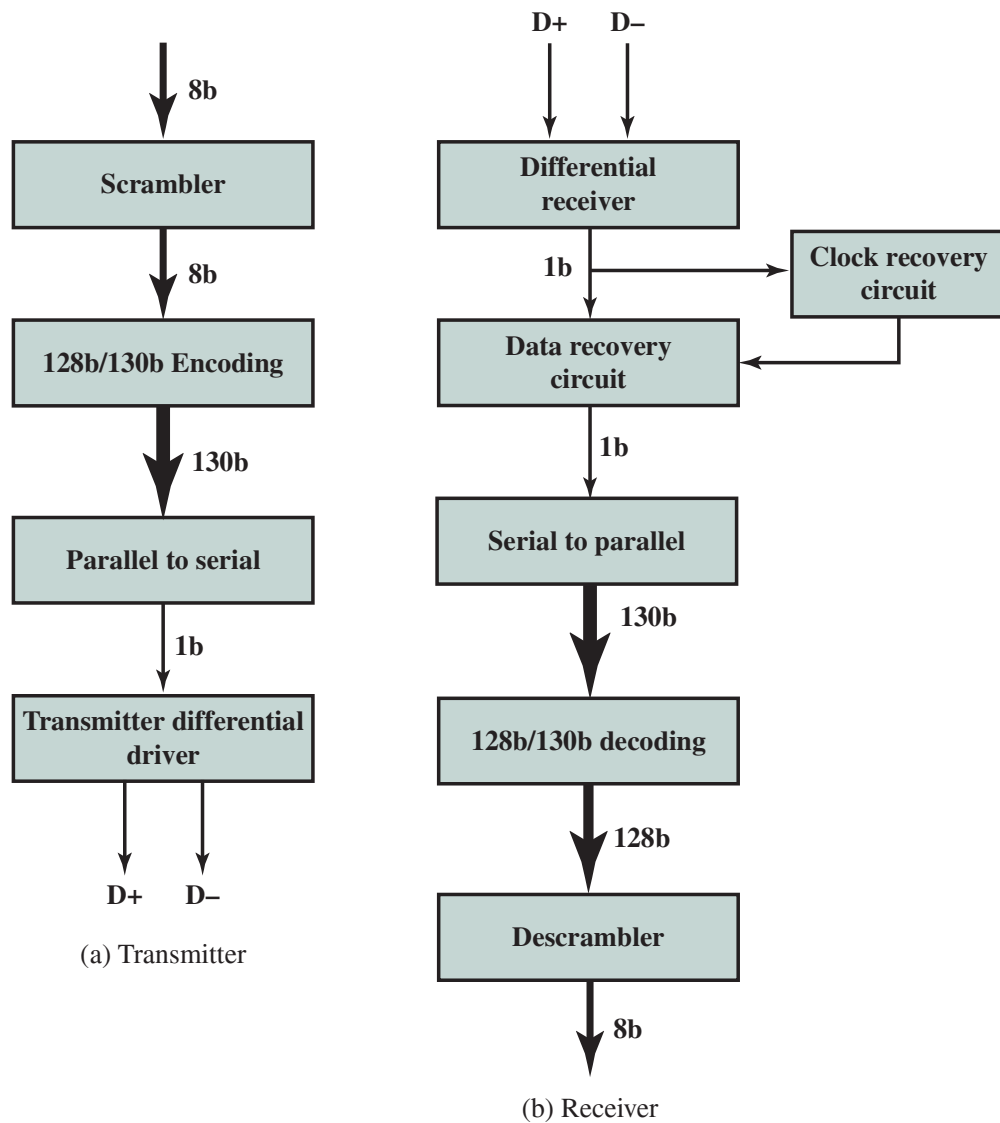 8b
Scrambler
8b
128b/130b Encoding
130b
Parallel to serial
1b
Transmitter differential
driver
D+ D–
(a) Transmitter
D+ D–
Differential
receiver
1b
Clock recovery
circuit
Data recovery
circuit
1b
Serial to parallel
130b
128b/130b decoding
128b
Descrambler
8b
(b) Receiver